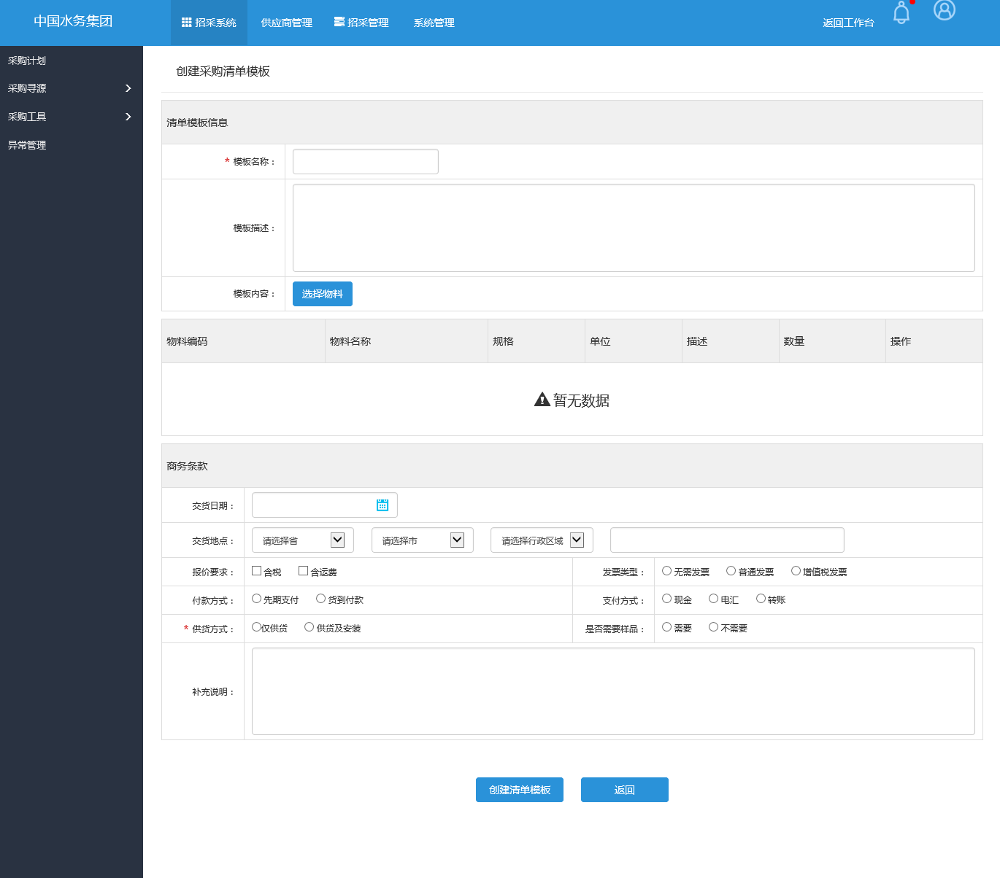 中国水务集团
招采系统 供应商管理 招采管理 系统管理 返回工作台
采购计划
采购寻源
采购工具
异常管理
创建采购清单模板
清单模板信息
* 模板名称：
模板描述：
模板内容： 选择物料
物料编码 物料名称 规格 单位 描述 数量 操作
暂无数据
商务条款
交货日期：
交货地点： 请选择省 请选择市 请选择行政区域
报价要求： 含税 含运费 发票类型： 无需发票 普通发票 增值税发票
付款方式： 先期支付 货到付款 支付方式： 现金 电汇 转账
* 供货方式： 仅供货 供货及安装 是否需要样品： 需要 不需要
补充说明：
创建清单模板 返回